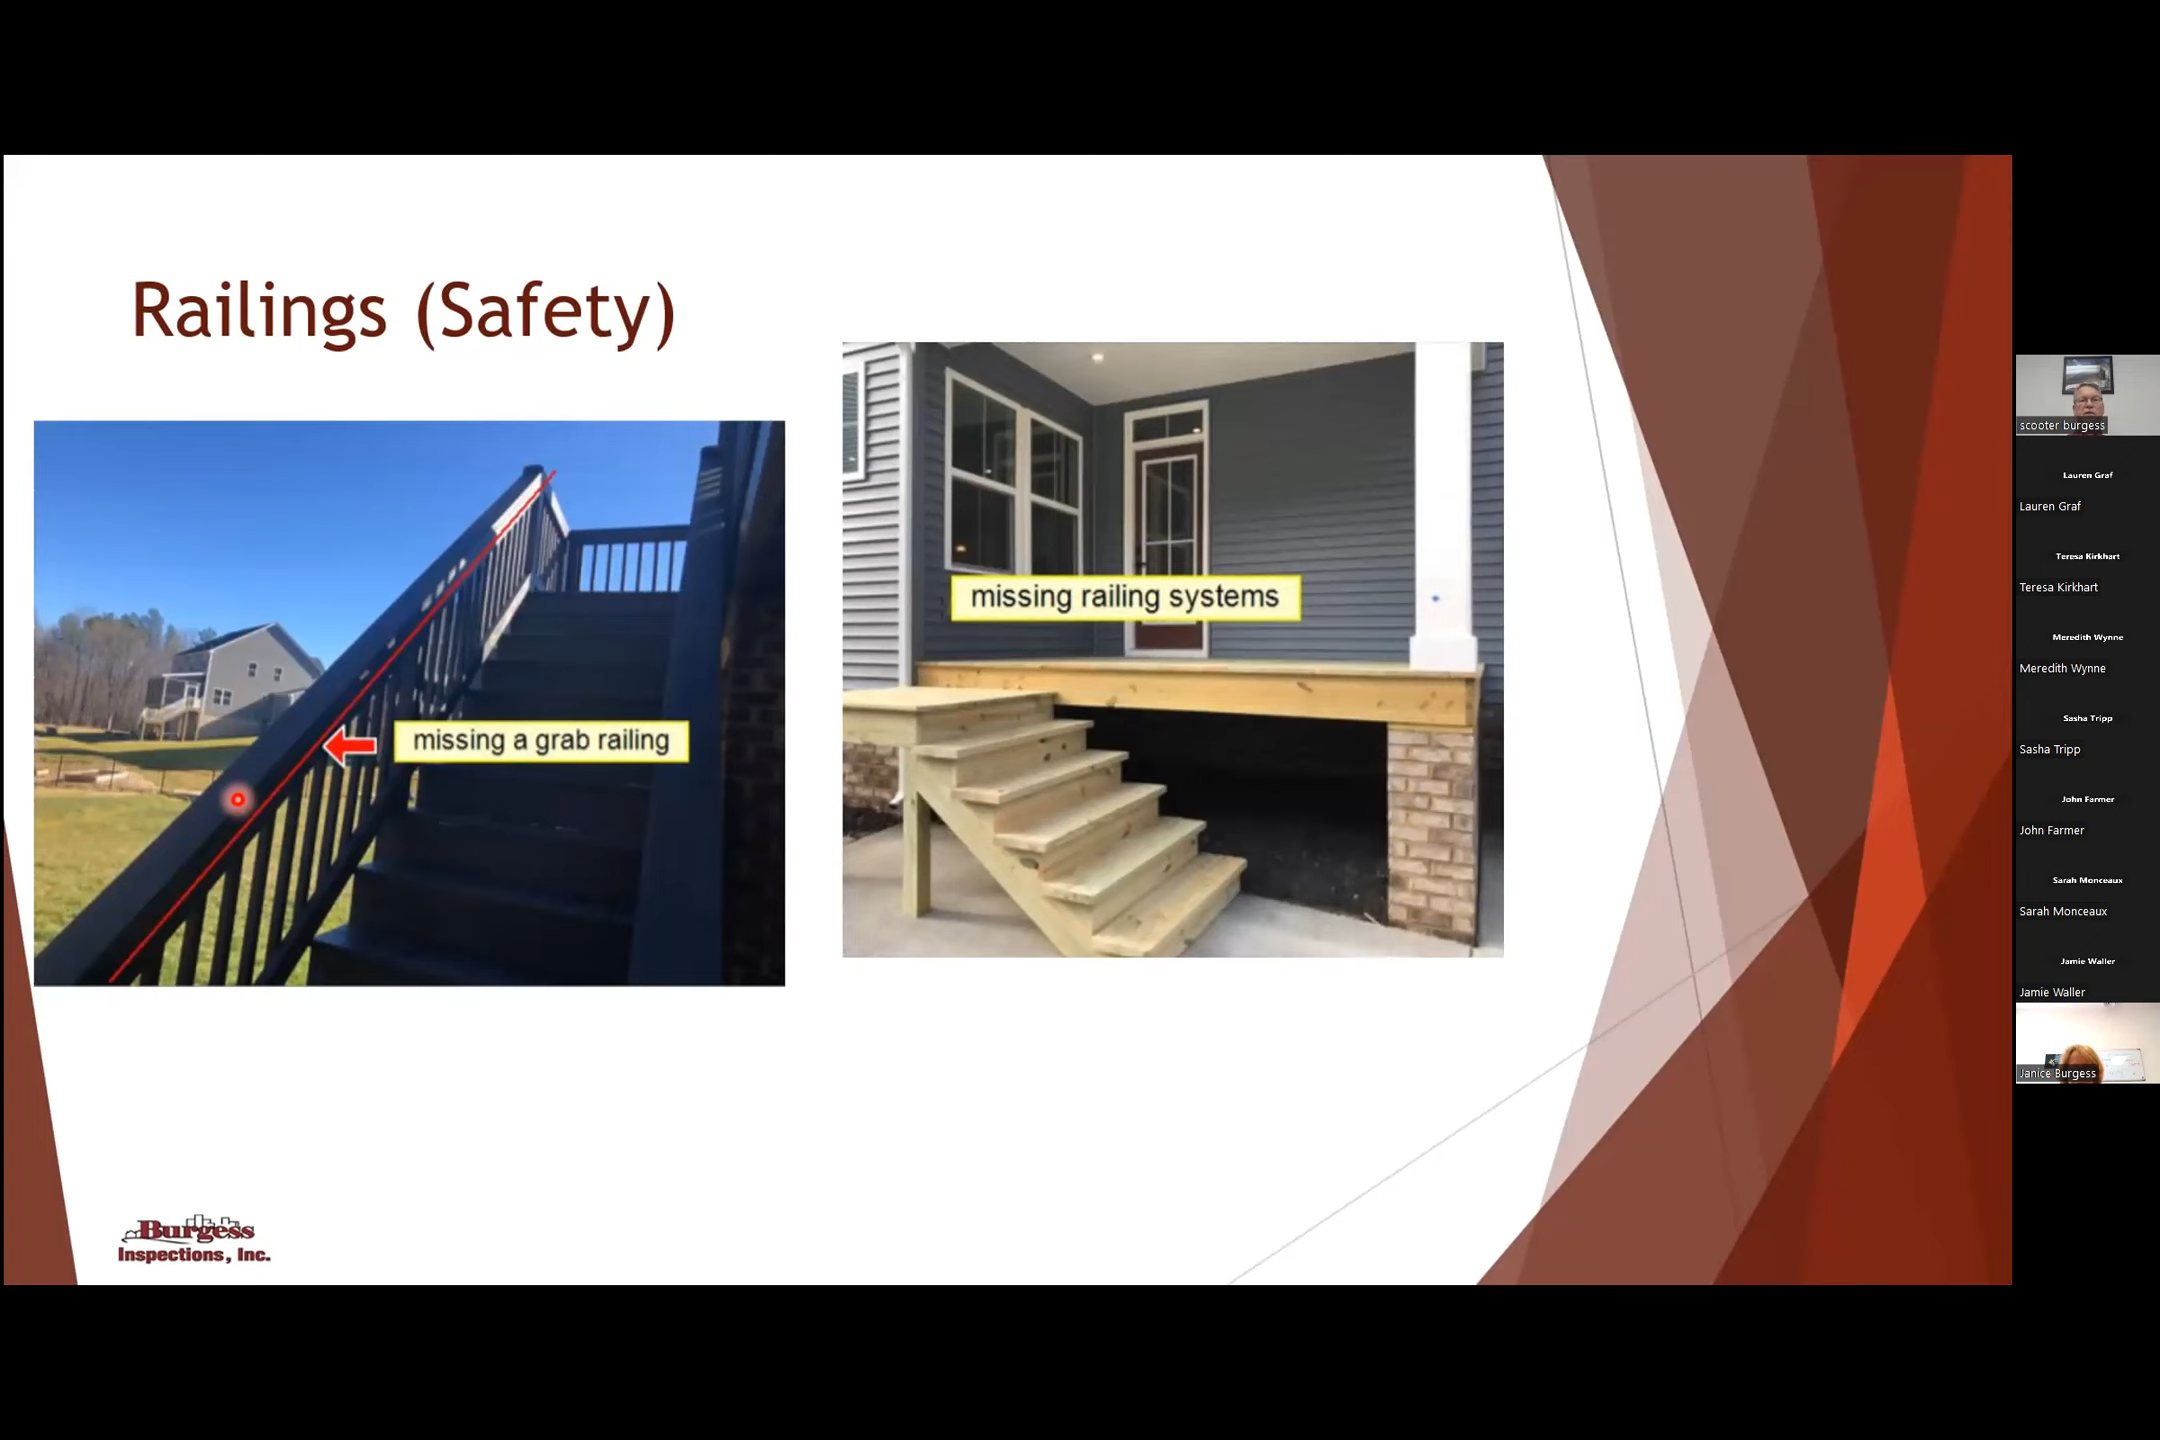 Railings (Safety)
missing a grab railing
missing railing systems
Burgess
Inspections, Inc.
scooter burgess
Lauren Graf
Lauren Graf
Teresa Kirkhart
Teresa Kirkhart
Meredith Wynne
Meredith Wynne
Sasha Tripp
Sasha Tripp
John Farmer
John Farmer
Sarah Monceaux
Sarah Monceaux
Jamie Waller
Jamie Waller
Janice Burgess